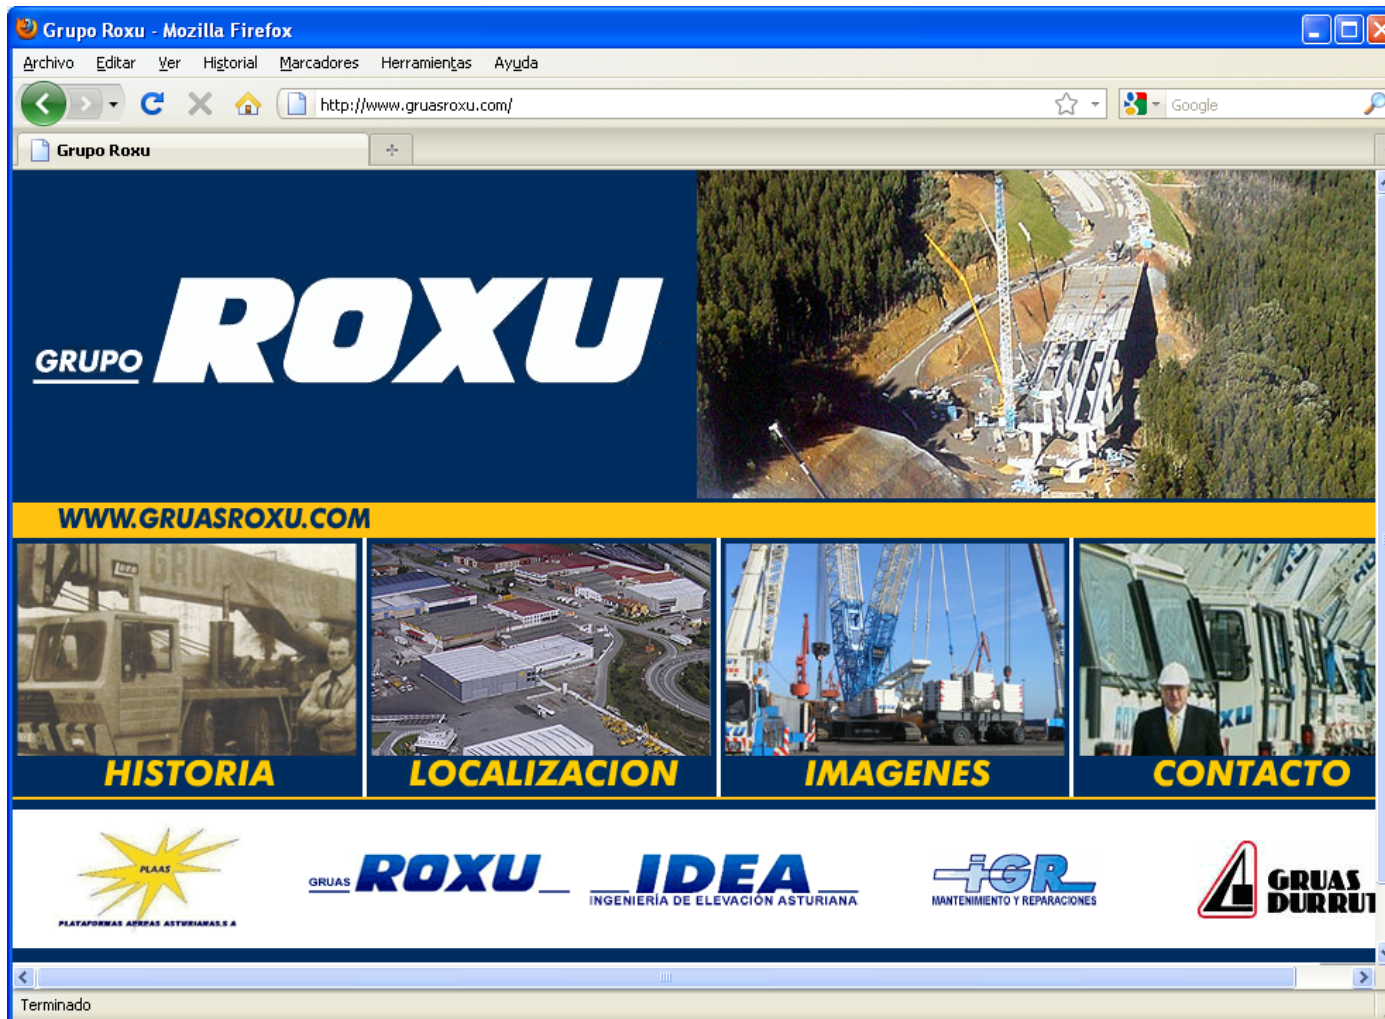 Grupo Roxu - Mozilla Firefox
Archivo Editar Ver Historial Marcadores Herramientas Ayuda
http://www.gruasroxu.com/
Google
Grupo Roxu
GRUPO ROXU
WWW.GRUASROXU.COM
HISTORIA
LOCALIZACION
IMAGENES
CONTACTO
PLAAS
PLATAFORMAS AEREAS ASTURIANAS.S A
GRUAS ROXU
IDEA
INGENIERÍA DE ELEVACIÓN ASTURIANA
iGR
MANTENIMIENTO Y REPARACIONES
GRUAS
DURRUT
Terminado